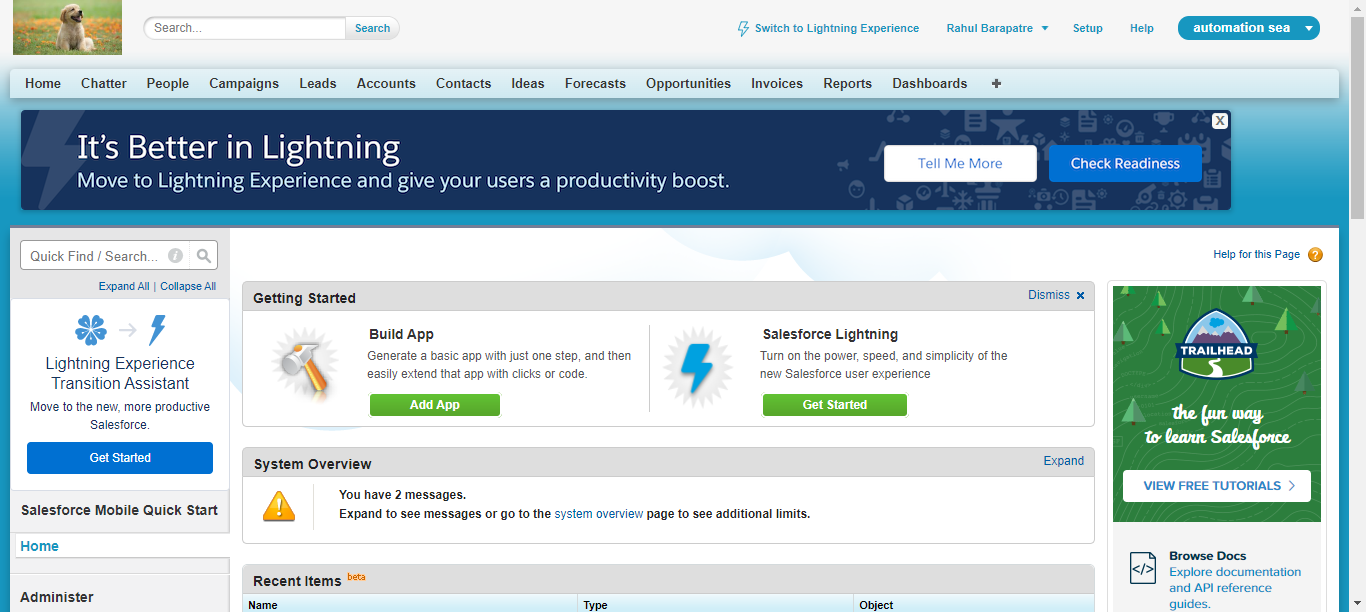 Search...
Search
Switch to Lightning Experience
Rahul Barapatre
Setup
Help
automation sea
Home Chatter People Campaigns Leads Accounts Contacts Ideas Forecasts Opportunities Invoices Reports Dashboards +
It's Better in Lightning
Move to Lightning Experience and give your users a productivity boost.
Tell Me More
Check Readiness
X
Quick Find / Search...
i
Expand All | Collapse All
Lightning Experience
Transition Assistant
Move to the new, more productive
Salesforce.
Get Started
Salesforce Mobile Quick Start
Home
Administer
Help for this Page ?
Getting Started
Dismiss x
Build App
Generate a basic app with just one step, and then
easily extend that app with clicks or code.
Add App
Salesforce Lightning
Turn on the power, speed, and simplicity of the
new Salesforce user experience
Get Started
System Overview
Expand
You have 2 messages.
Expand to see messages or go to the system overview page to see additional limits.
Recent Items beta
Name Type Object
TRAILHEAD
the fun way
to learn Salesforce
VIEW FREE TUTORIALS >
</>
Browse Docs
Explore documentation
and API reference
guides.